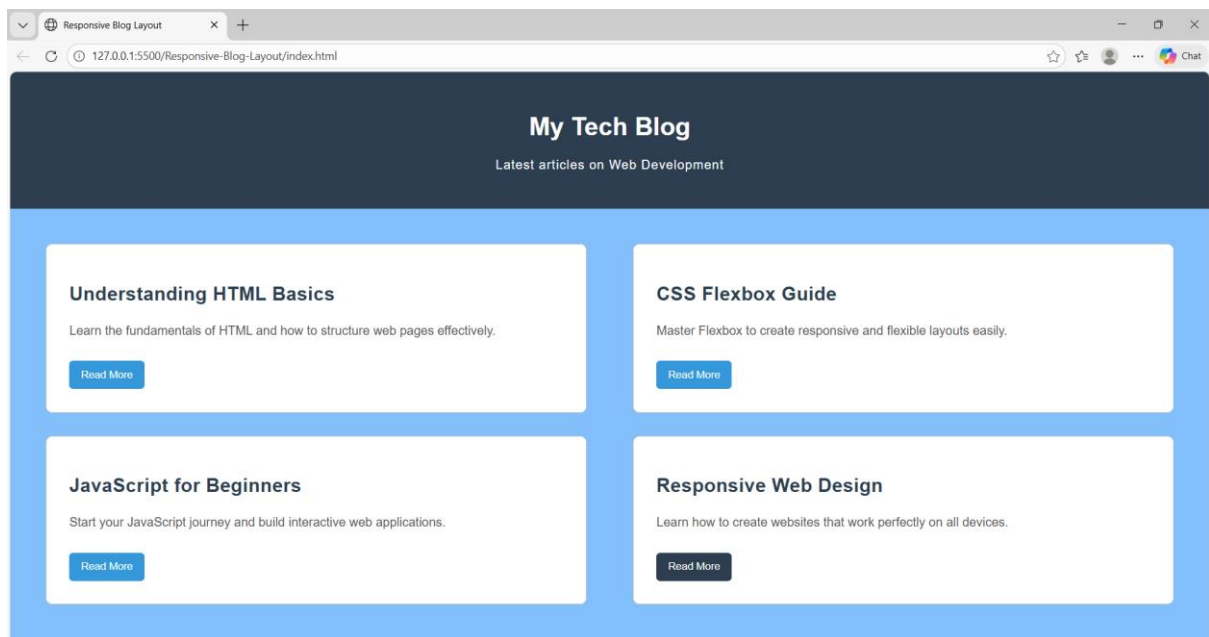 Responsive Blog Layout
127.0.0.1:5500/Responsive-Blog-Layout/index.html
Chat
My Tech Blog
Latest articles on Web Development
Understanding HTML Basics
Learn the fundamentals of HTML and how to structure web pages effectively.
Read More
CSS Flexbox Guide
Master Flexbox to create responsive and flexible layouts easily.
Read More
JavaScript for Beginners
Start your JavaScript journey and build interactive web applications.
Read More
Responsive Web Design
Learn how to create websites that work perfectly on all devices.
Read More